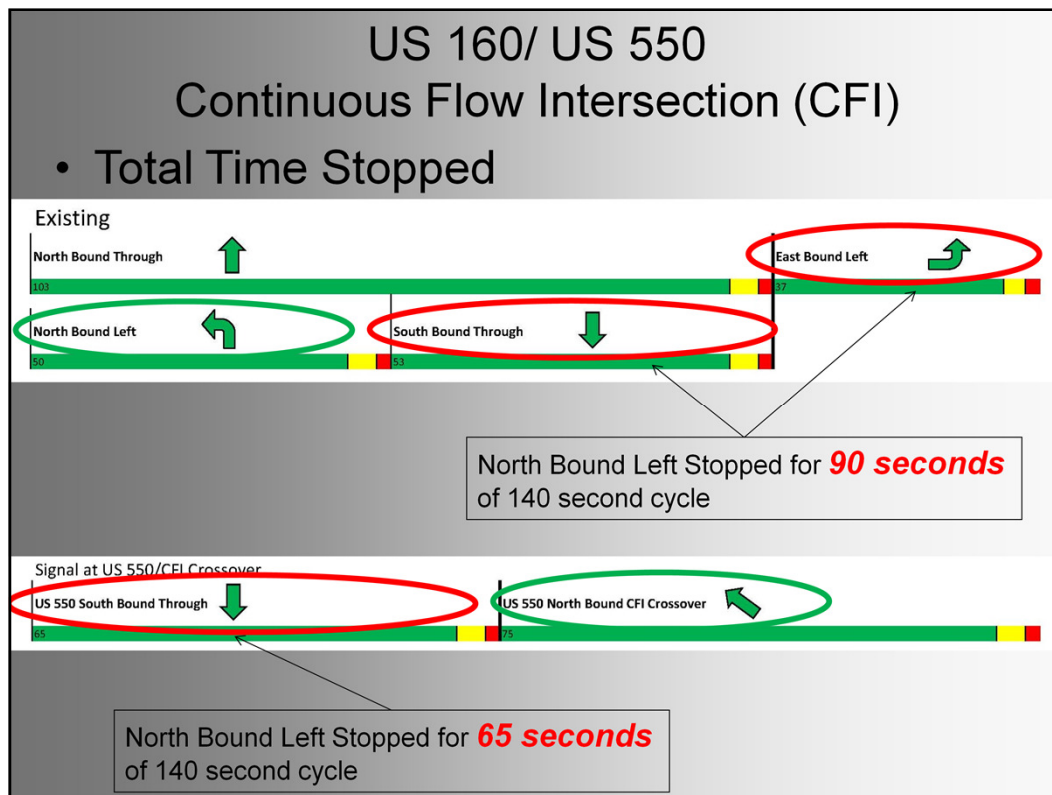 US 160/ US 550
Continuous Flow Intersection (CFI)
• Total Time Stopped
Existing
North Bound Through
East Bound Left
103
37
North Bound Left
South Bound Through
50
53
North Bound Left Stopped for 90 seconds
of 140 second cycle
Signal at US 550/CFI Crossover
US 550 South Bound Through
US 550 North Bound CFI Crossover
65
75
North Bound Left Stopped for 65 seconds
of 140 second cycle